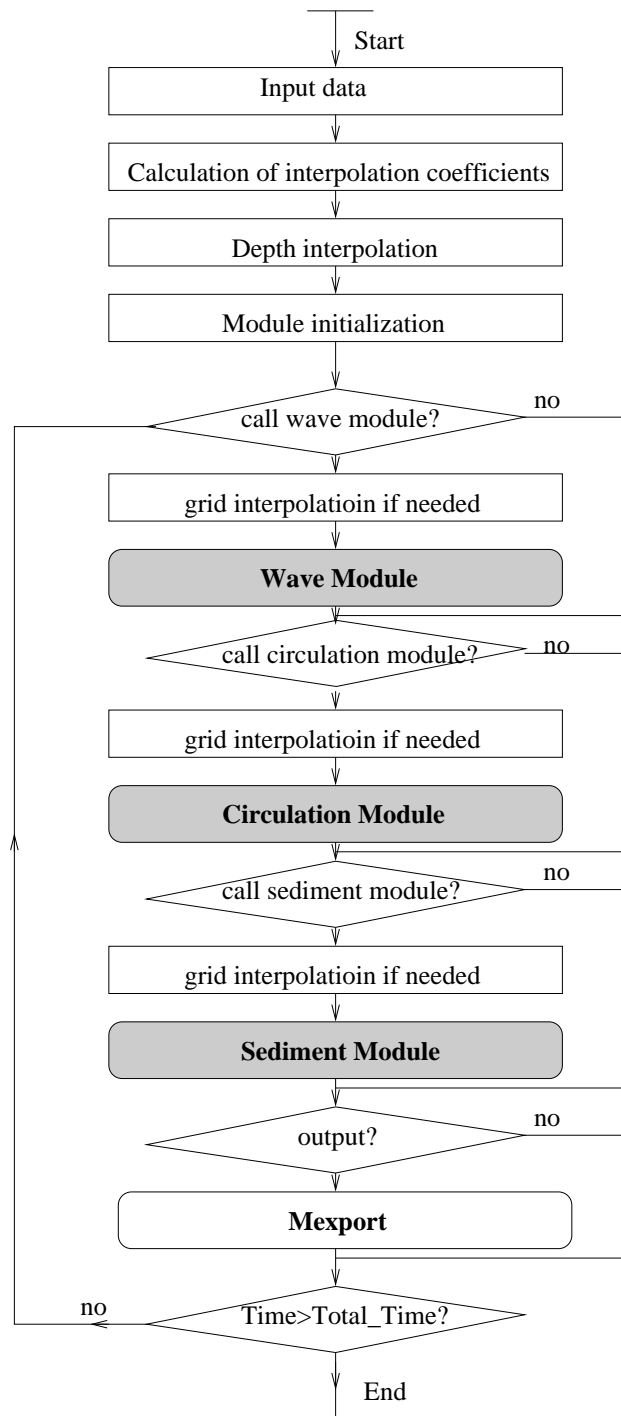 Start
Input data
Calculation of interpolation coefficients
Depth interpolation
Module initialization
call wave module?
no
grid interpolatioin if needed
Wave Module
call circulation module?
no
grid interpolatioin if needed
Circulation Module
call sediment module?
no
grid interpolatioin if needed
Sediment Module
output?
no
Mexport
Time>Total_Time?
no
End